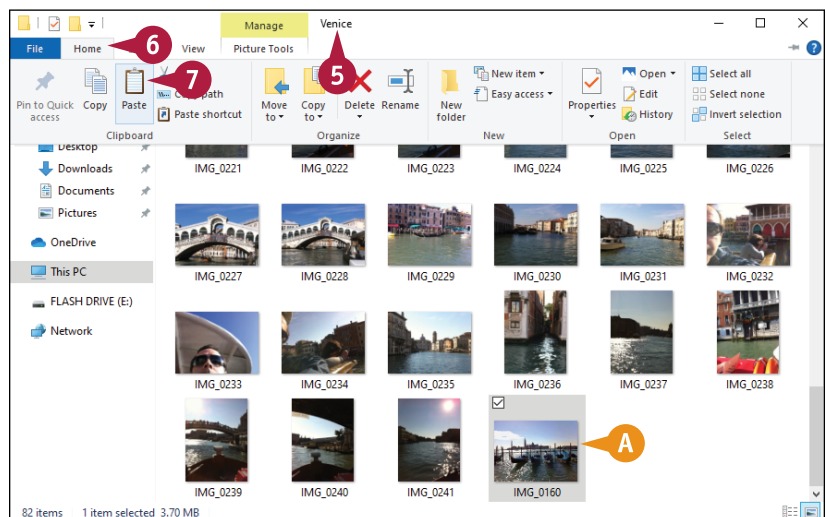 Manage
Venice
File
Home
View
Picture Tools
6
5
7
A
Pin to Quick access
Copy
Paste
path
Paste shortcut
Clipboard
Move to
Copy to
Delete
Rename
Organize
New folder
New item
Easy access
New
Properties
Open
Edit
History
Open
Select all
Select none
Invert selection
Select
Desktop
Downloads
Documents
Pictures
OneDrive
This PC
FLASH DRIVE (E:)
Network
IMG_0221
IMG_0222
IMG_0223
IMG_0224
IMG_0225
IMG_0226
IMG_0227
IMG_0228
IMG_0229
IMG_0230
IMG_0231
IMG_0232
IMG_0233
IMG_0234
IMG_0235
IMG_0236
IMG_0237
IMG_0238
IMG_0239
IMG_0240
IMG_0241
IMG_0160
82 items
1 item selected 3.70 MB